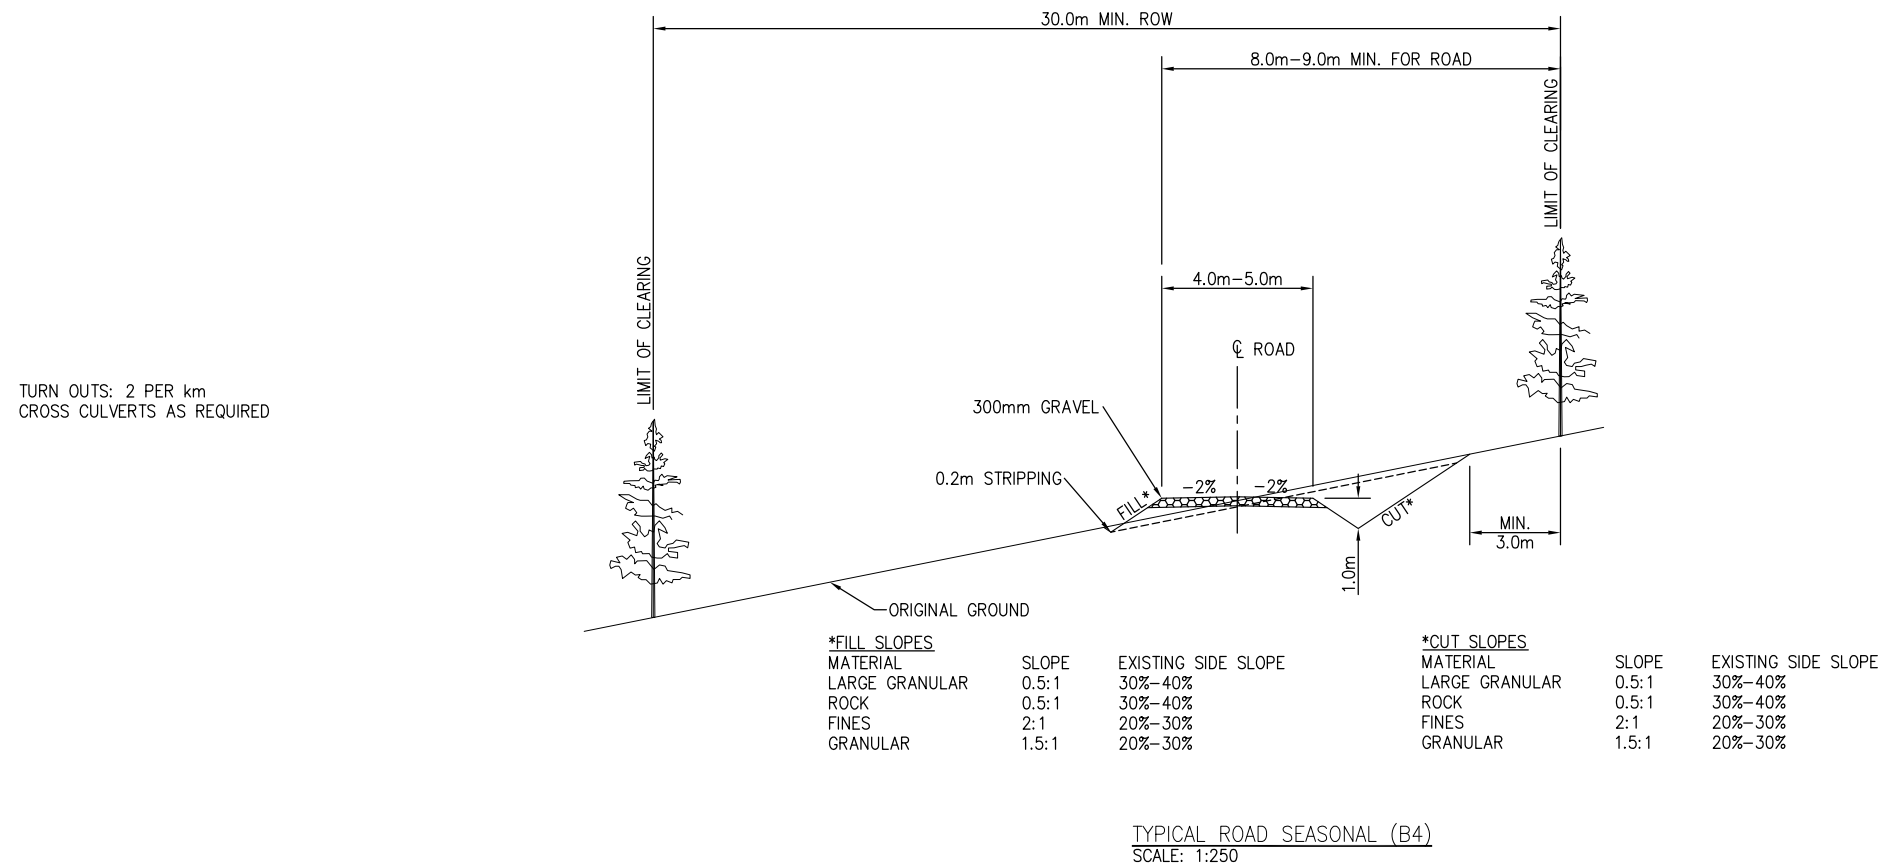 30.0m MIN. ROW
8.0m–9.0m MIN. FOR ROAD
LIMIT OF CLEARING
LIMIT OF CLEARING
4.0m–5.0m
℄ ROAD
TURN OUTS: 2 PER km
CROSS CULVERTS AS REQUIRED
300mm GRAVEL
0.2m STRIPPING
FILL*
–2%
–2%
CUT*
MIN.
3.0m
1.0m
ORIGINAL GROUND
*FILL SLOPES
MATERIAL SLOPE EXISTING SIDE SLOPE
LARGE GRANULAR 0.5:1 30%–40%
ROCK 0.5:1 30%–40%
FINES 2:1 20%–30%
GRANULAR 1.5:1 20%–30%
*CUT SLOPES
MATERIAL SLOPE EXISTING SIDE SLOPE
LARGE GRANULAR 0.5:1 30%–40%
ROCK 0.5:1 30%–40%
FINES 2:1 20%–30%
GRANULAR 1.5:1 20%–30%
TYPICAL ROAD SEASONAL (B4)
SCALE: 1:250